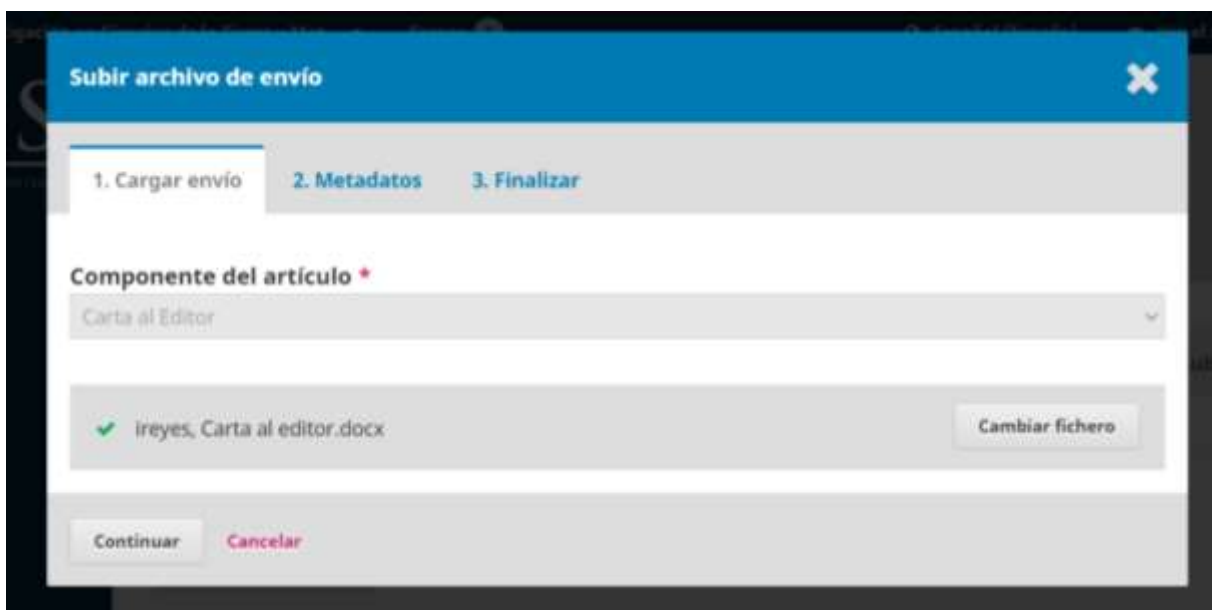 Subir archivo de envío
1. Cargar envío 2. Metadatos 3. Finalizar
Componente del artículo *
Carta al Editor
ireyes, Carta al editor.docx
Cambiar fichero
Continuar Cancelar